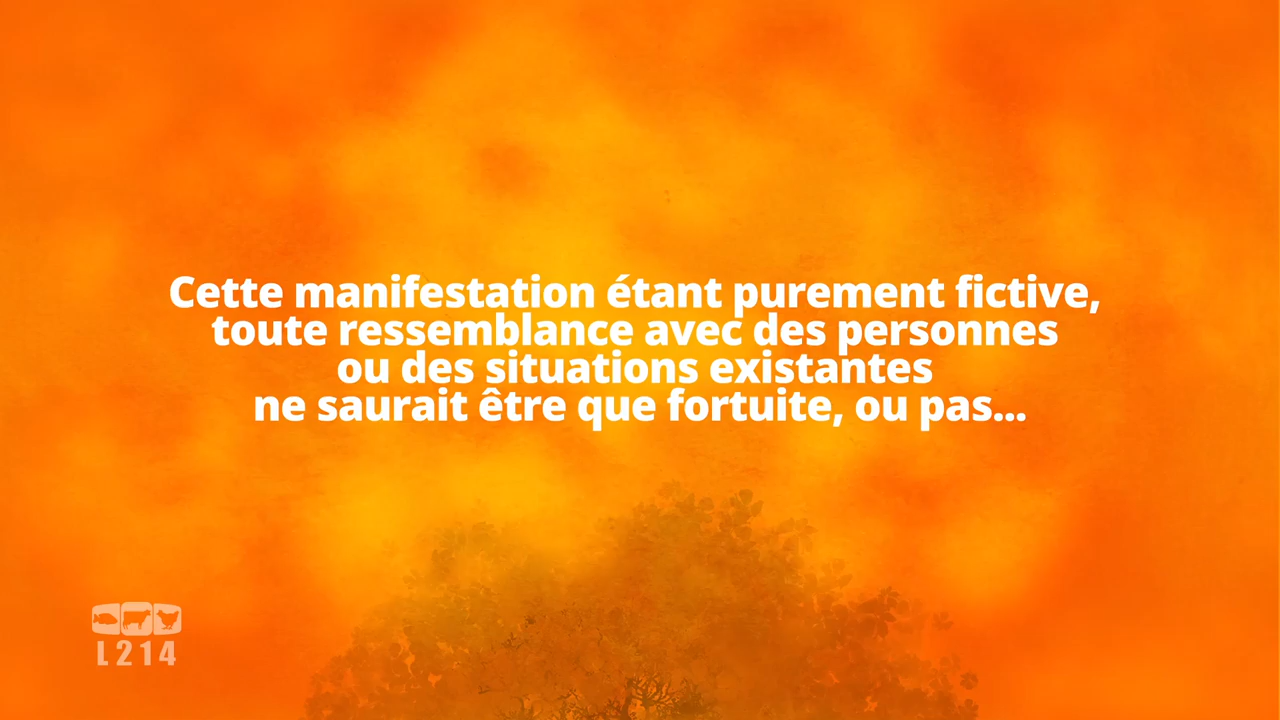 Cette manifestation étant purement fictive,
toute ressemblance avec des personnes
ou des situations existantes
ne saurait être que fortuite, ou pas...
L214